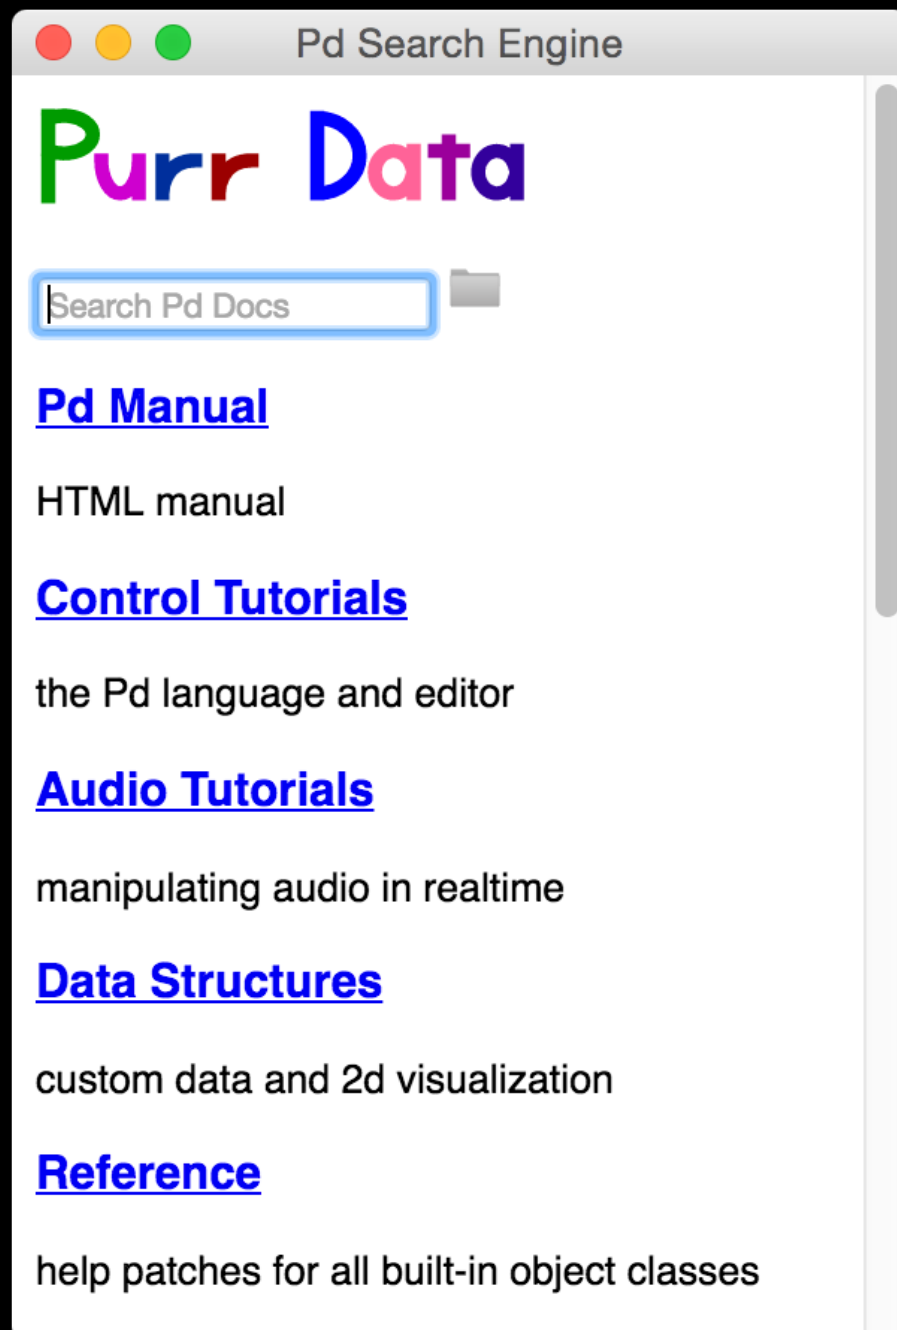 Pd Search Engine
Purr Data
Search Pd Docs
Pd Manual
HTML manual
Control Tutorials
the Pd language and editor
Audio Tutorials
manipulating audio in realtime
Data Structures
custom data and 2d visualization
Reference
help patches for all built-in object classes